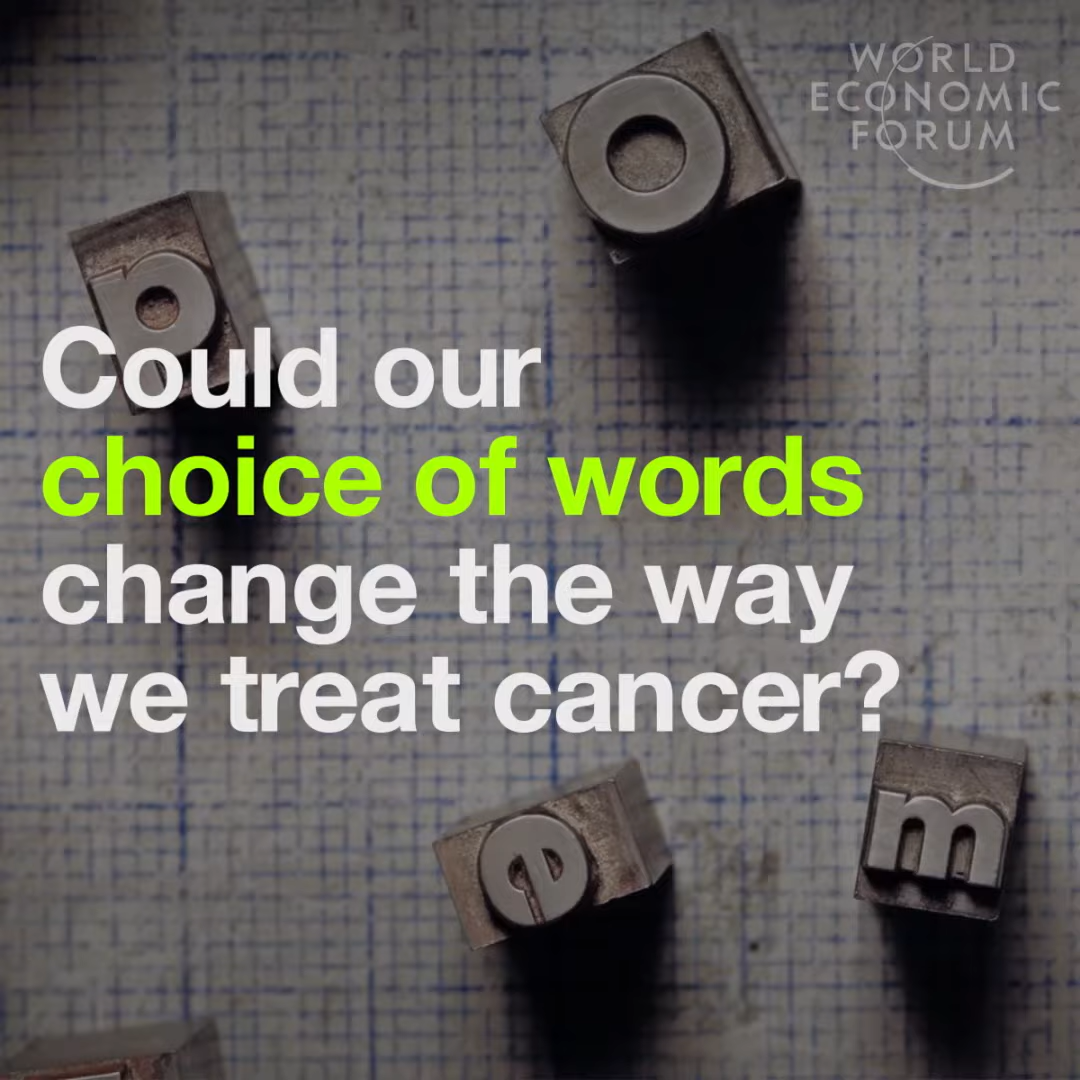 WORLD
ECONOMIC
FORUM
o
Could our
choice of words
change the way
we treat cancer?
e
m